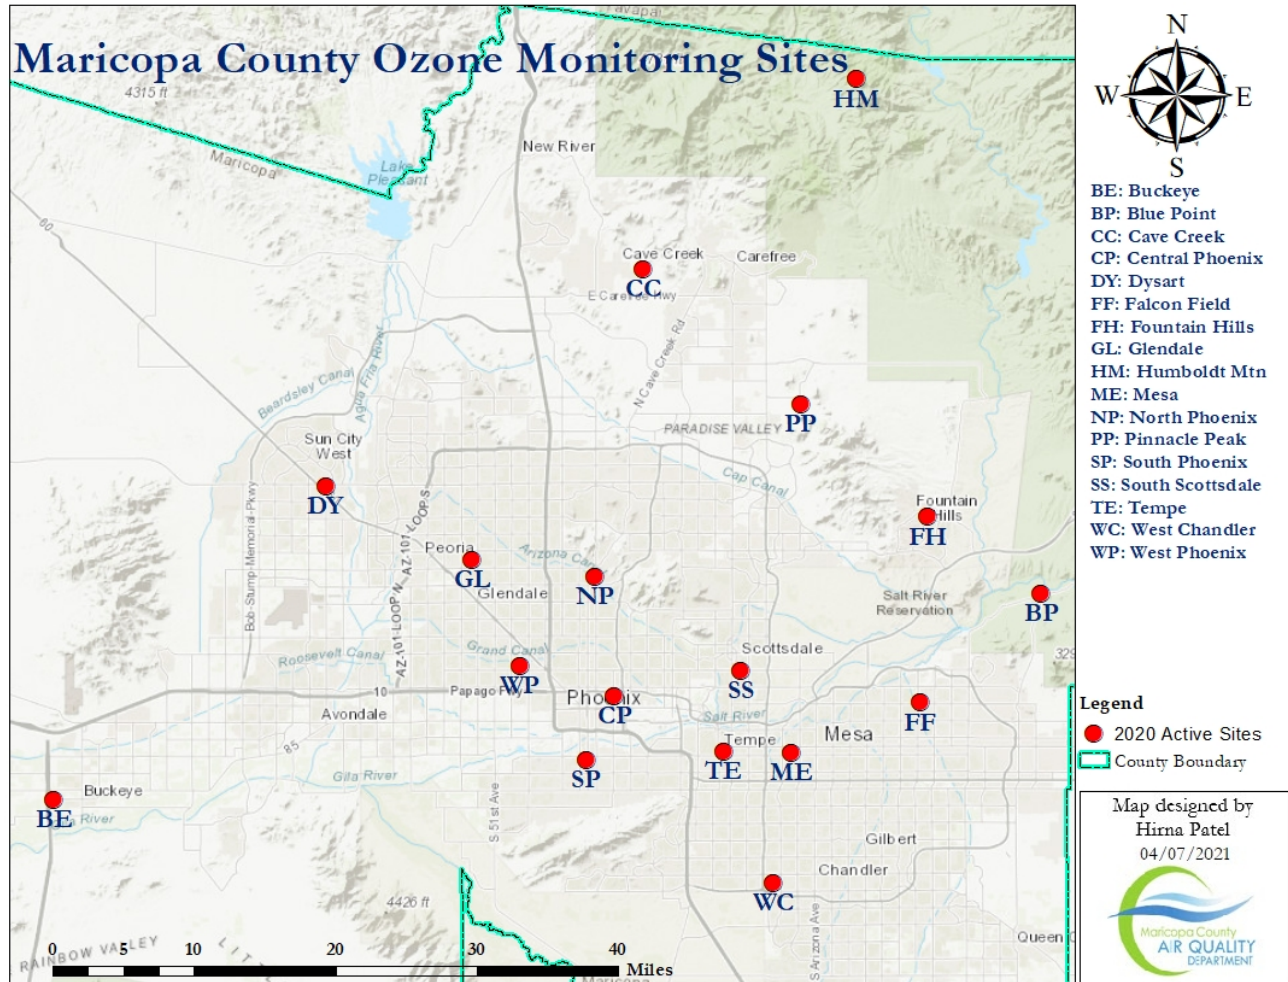 Maricopa County Ozone Monitoring Sites
Yavapai
4315 ft
HM
Maricopa
Lake
Pleasant
New River
60
Cave Creek
Carefree
CC
E Carefree Hwy
N Cave Creek Rd
Agua Fria River
Beardsley Canal
PP
PARADISE VALLEY
Sun City
West
Cap Canal
DY
AZ-101-LOOP S
Bob-Stump-Memorial-Pkwy
Fountain
Hills
FH
Peoria
Arizona Canal
GL
Glendale
NP
Salt River
Reservation
BP
AZ-101-LOOP N
Roosevelt Canal
Grand Canal
Scottsdale
329
WP
10
Papago Fwy
Phoenix
CP
SS
Salt River
FF
Avondale
85
Tempe
Mesa
TE
ME
SP
Gila River
Buckeye
BE
River
S 51st Ave
Gilbert
Chandler
WC
4426 ft
S Arizona Ave
Queen C
RAINBOW VALLEY
L I T
Maricopa
0 5 10 20 30 40
Miles
N
W E
S
BE: Buckeye
BP: Blue Point
CC: Cave Creek
CP: Central Phoenix
DY: Dysart
FF: Falcon Field
FH: Fountain Hills
GL: Glendale
HM: Humboldt Mtn
ME: Mesa
NP: North Phoenix
PP: Pinnacle Peak
SP: South Phoenix
SS: South Scottsdale
TE: Tempe
WC: West Chandler
WP: West Phoenix
Legend
2020 Active Sites
County Boundary
Map designed by
Hirna Patel
04/07/2021
Maricopa County
AIR QUALITY
DEPARTMENT